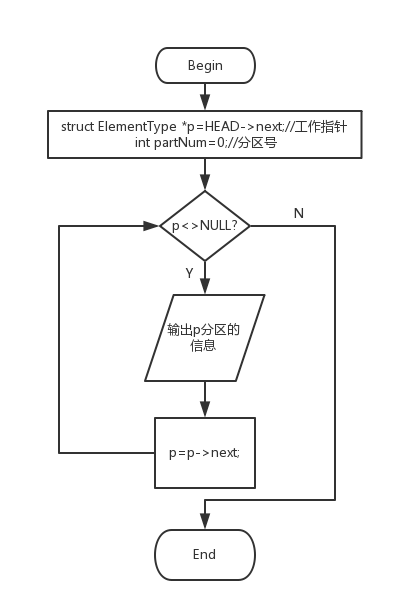 Begin
struct ElementType *p=HEAD->next;//工作指针
int partNum=0;//分区号
p<>NULL?
N
Y
输出p分区的
信息
p=p->next;
End